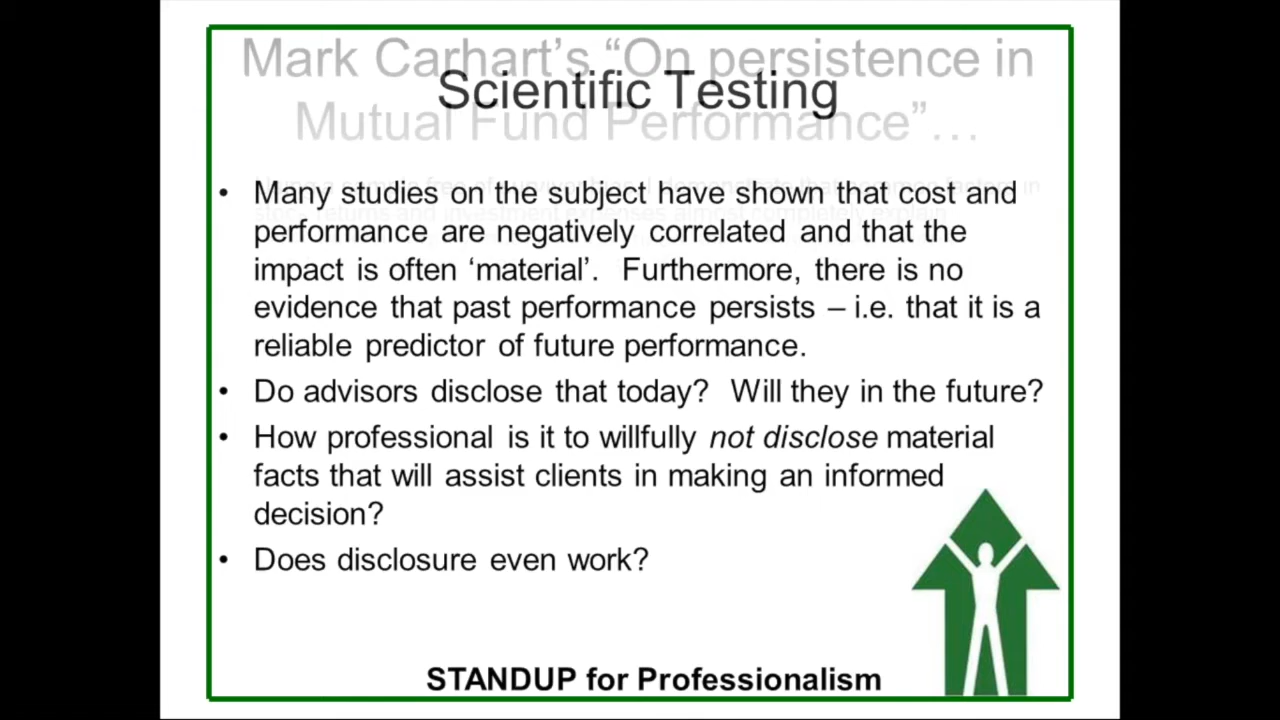 Mark Carhart's “On persistence in
Scientific Testing
Mutual Fund Performance”…
• Many studies on the subject have shown that cost and
performance are negatively correlated and that the
impact is often ‘material’. Furthermore, there is no
evidence that past performance persists – i.e. that it is a
reliable predictor of future performance.
• Do advisors disclose that today? Will they in the future?
• How professional is it to willfully not disclose material
facts that will assist clients in making an informed
decision?
• Does disclosure even work?
STANDUP for Professionalism